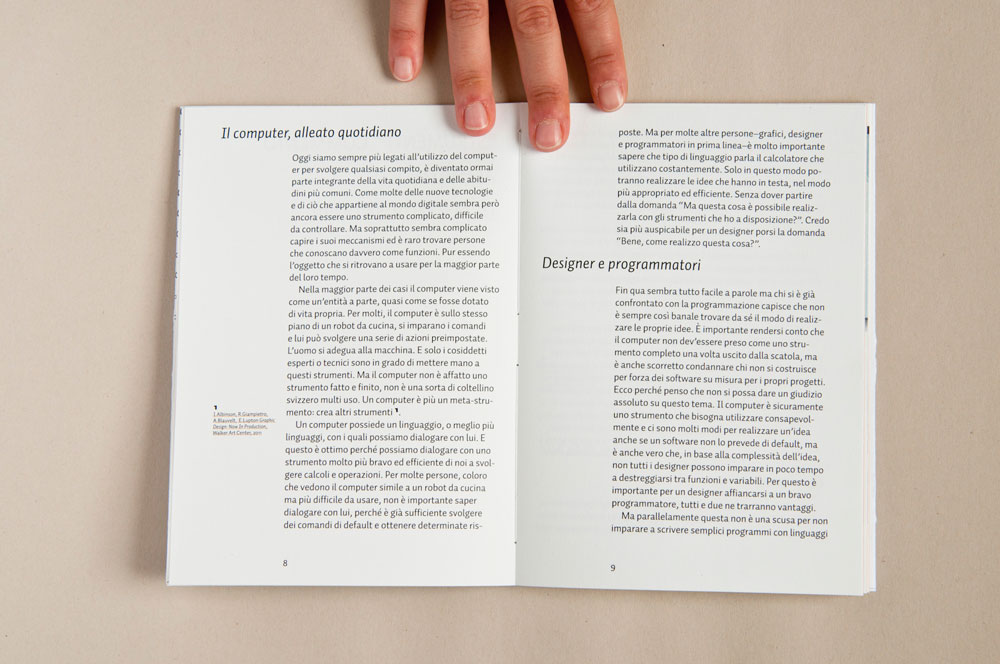 Il computer, alleato quotidiano
Oggi siamo sempre più legati all'utilizzo del comput-
er per svolgere qualsiasi compito, è diventato ormai
parte integrante della vita quotidiana e delle abitu-
dini più comuni. Come molte delle nuove tecnologie
e di ciò che appartiene al mondo digitale sembra però
ancora essere uno strumento complicato, difficile
da controllare. Ma soprattutto sembra complicato
capire i suoi meccanismi ed è raro trovare persone
che conoscano davvero come funzioni. Pur essendo
l'oggetto che si ritrovano a usare per la maggior parte
del loro tempo.
Nella maggior parte dei casi il computer viene visto
come un'entità a parte, quasi come se fosse dotato
di vita propria. Per molti, il computer è sullo stesso
piano di un robot da cucina, si imparano i comandi
e lui può svolgere una serie di azioni preimpostate.
L'uomo si adegua alla macchina. E solo i cosiddetti
esperti o tecnici sono in grado di mettere mano a
questi strumenti. Ma il computer non è affatto uno
strumento fatto e finito, non è una sorta di coltellino
svizzero multi uso. Un computer è più un meta-stru-
mento: crea altri strumenti 1.
Un computer possiede un linguaggio, o meglio più
linguaggi, con i quali possiamo dialogare con lui. E
questo è ottimo perché possiamo dialogare con uno
strumento molto più bravo ed efficiente di noi a svol-
gere calcoli e operazioni. Per molte persone, coloro
che vedono il computer simile a un robot da cucina
ma più difficile da usare, non è importante saper
dialogare con lui, perché è già sufficiente svolgere
dei comandi di default e ottenere determinate ris-
1
I.Albinson, R.Giampietro,
A.Blauvelt, E.Lupton Graphic
Design: Now In Production,
Walker Art Center, 2011
8
poste. Ma per molte altre persone–grafici, designer
e programmatori in prima linea–è molto importante
sapere che tipo di linguaggio parla il calcolatore che
utilizzano costantemente. Solo in questo modo po-
tranno realizzare le idee che hanno in testa, nel modo
più appropriato ed efficiente. Senza dover partire
dalla domanda "Ma questa cosa è possibile realiz-
zarla con gli strumenti che ho a disposizione?". Credo
sia più auspicabile per un designer porsi la domanda
"Bene, come realizzo questa cosa?".
Designer e programmatori
Fin qua sembra tutto facile a parole ma chi si è già
confrontato con la programmazione capisce che non
è sempre così banale trovare da sé il modo di realiz-
zare le proprie idee. È importante rendersi conto che
il computer non dev'essere preso come uno stru-
mento completo una volta uscito dalla scatola, ma
è anche scorretto condannare chi non si costruisce
per forza dei software su misura per i propri progetti.
Ecco perché penso che non si possa dare un giudizio
assoluto su questo tema. Il computer è sicuramente
uno strumento che bisogna utilizzare consapevol-
mente e ci sono molti modi per realizzare un'idea
anche se un software non lo prevede di default, ma
è anche vero che, in base alla complessità dell'idea,
non tutti i designer possono imparare in poco tempo
a destreggiarsi tra funzioni e variabili. Per questo è
importante per un designer affiancarsi a un bravo
programmatore, tutti e due ne trarranno vantaggi.
Ma parallelamente questa non è una scusa per non
imparare a scrivere semplici programmi con linguaggi
9